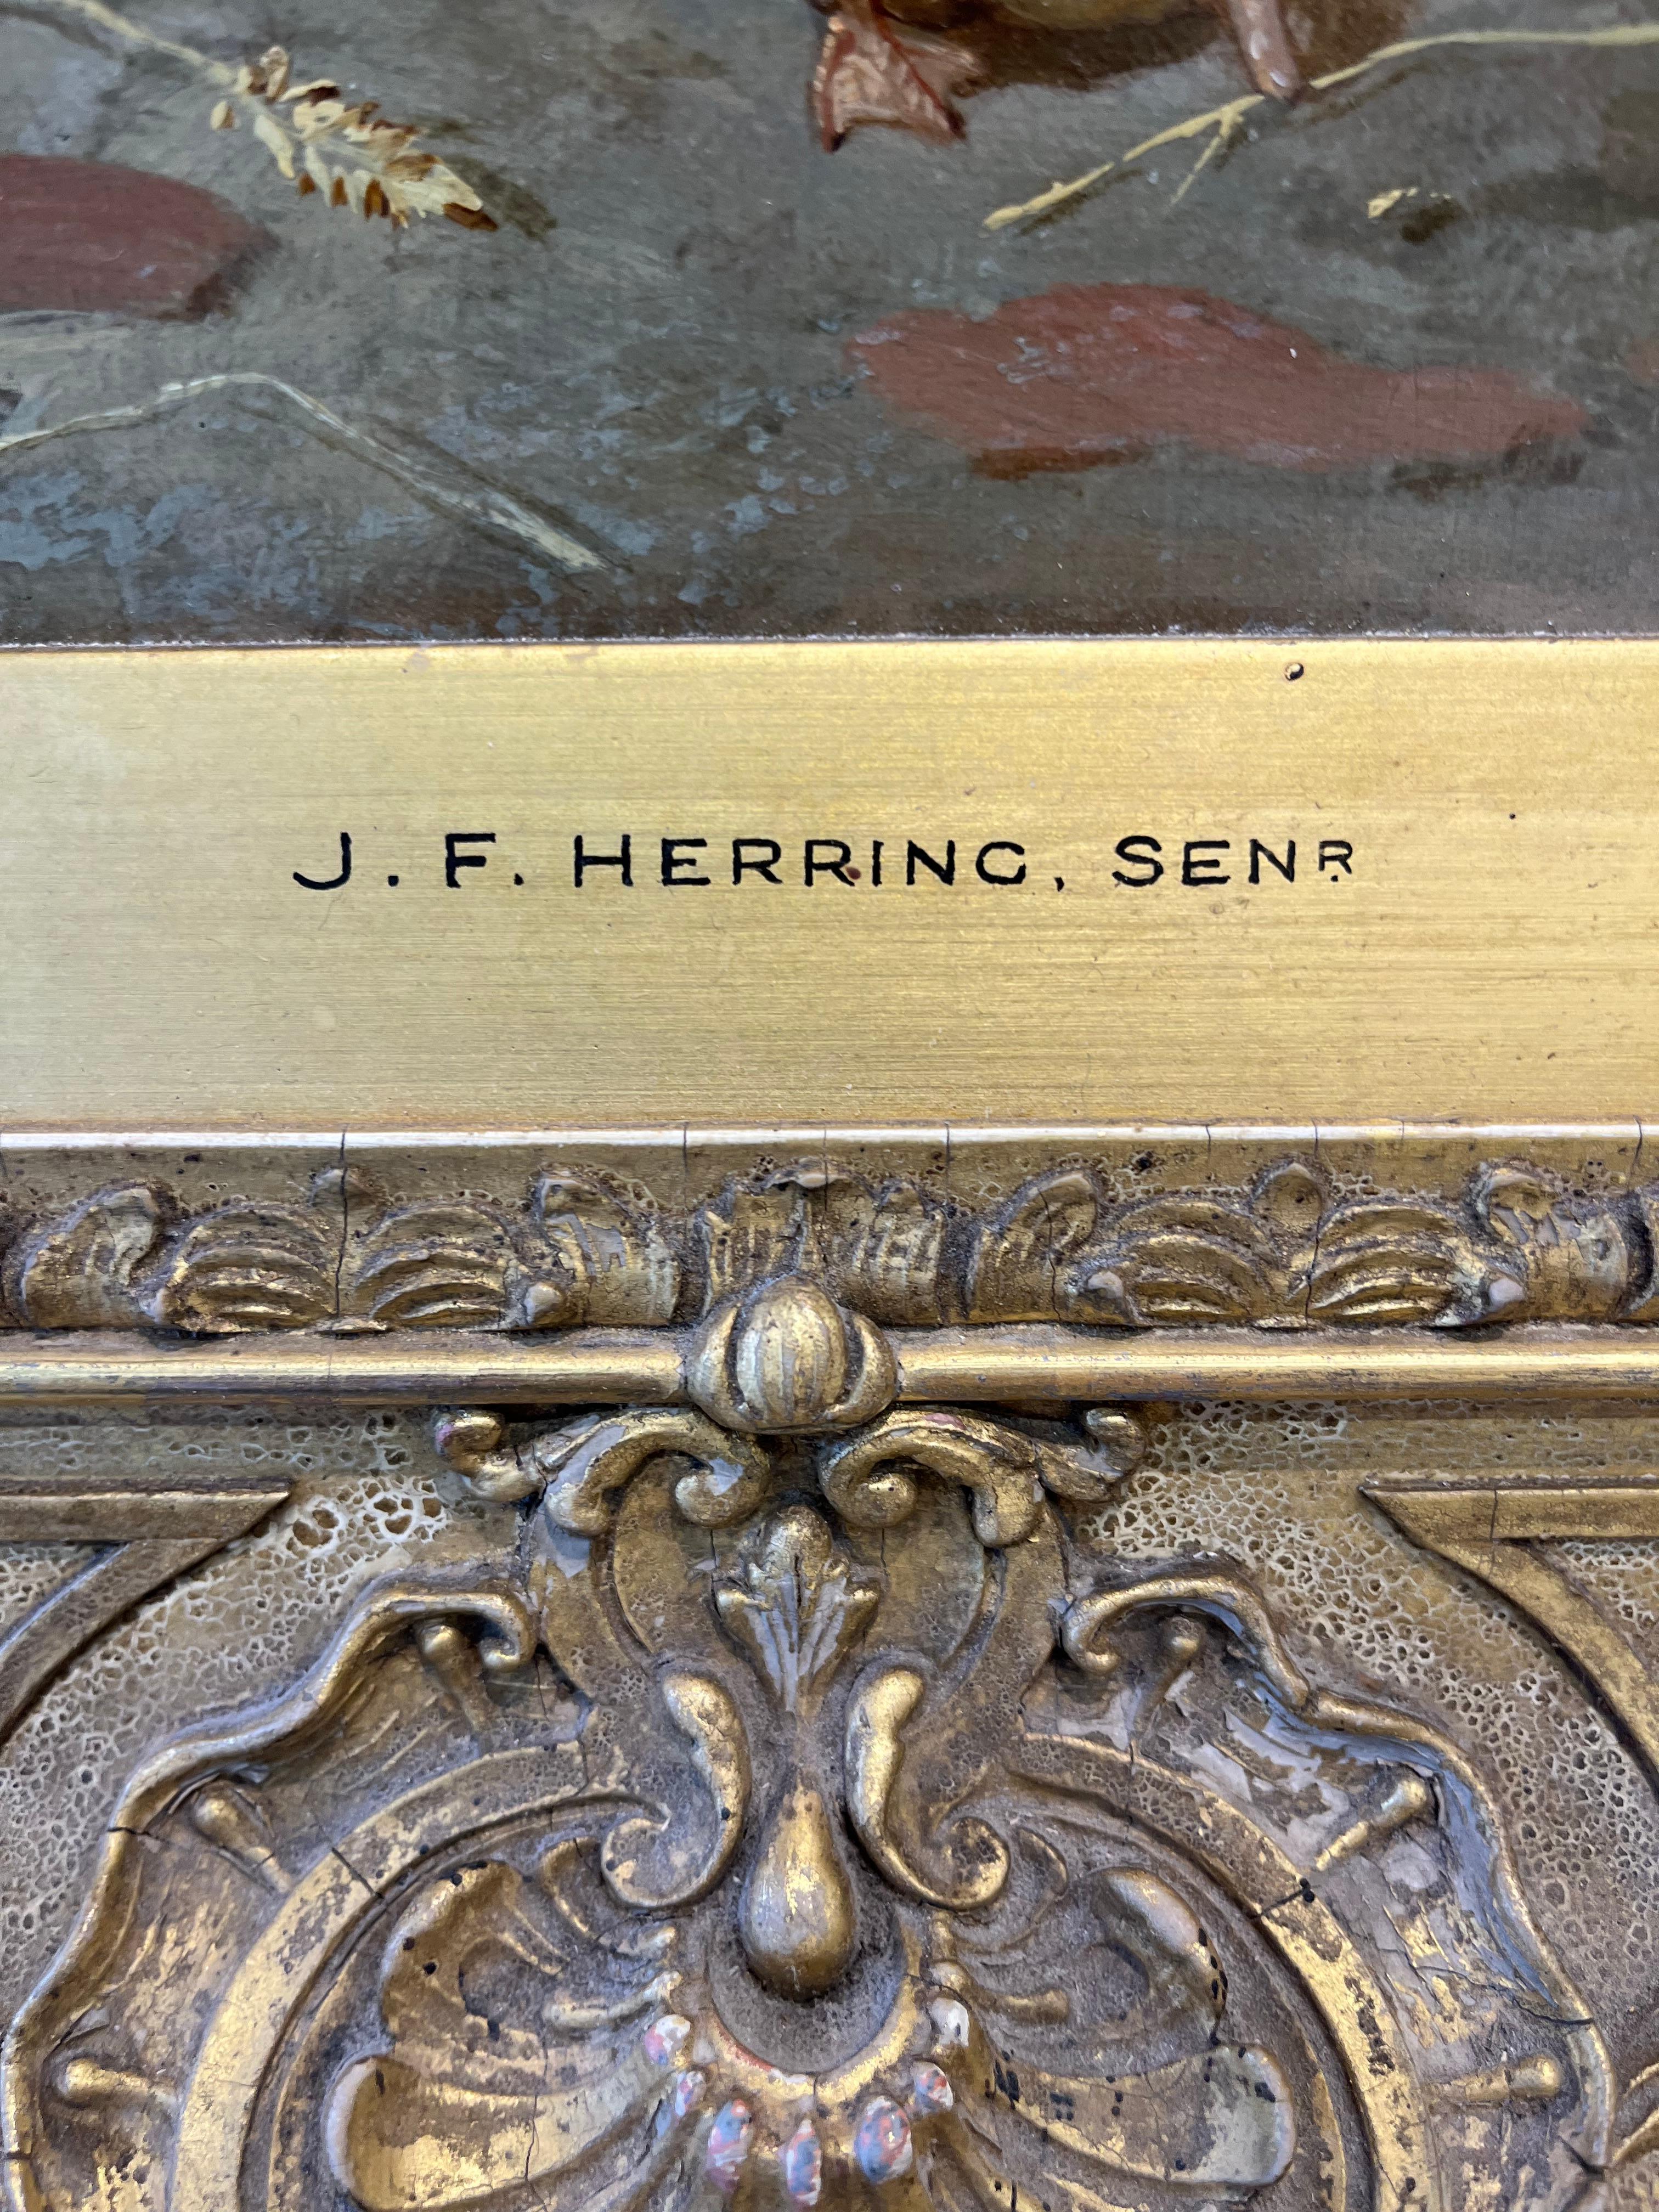 J. F. HERRING, SENR.